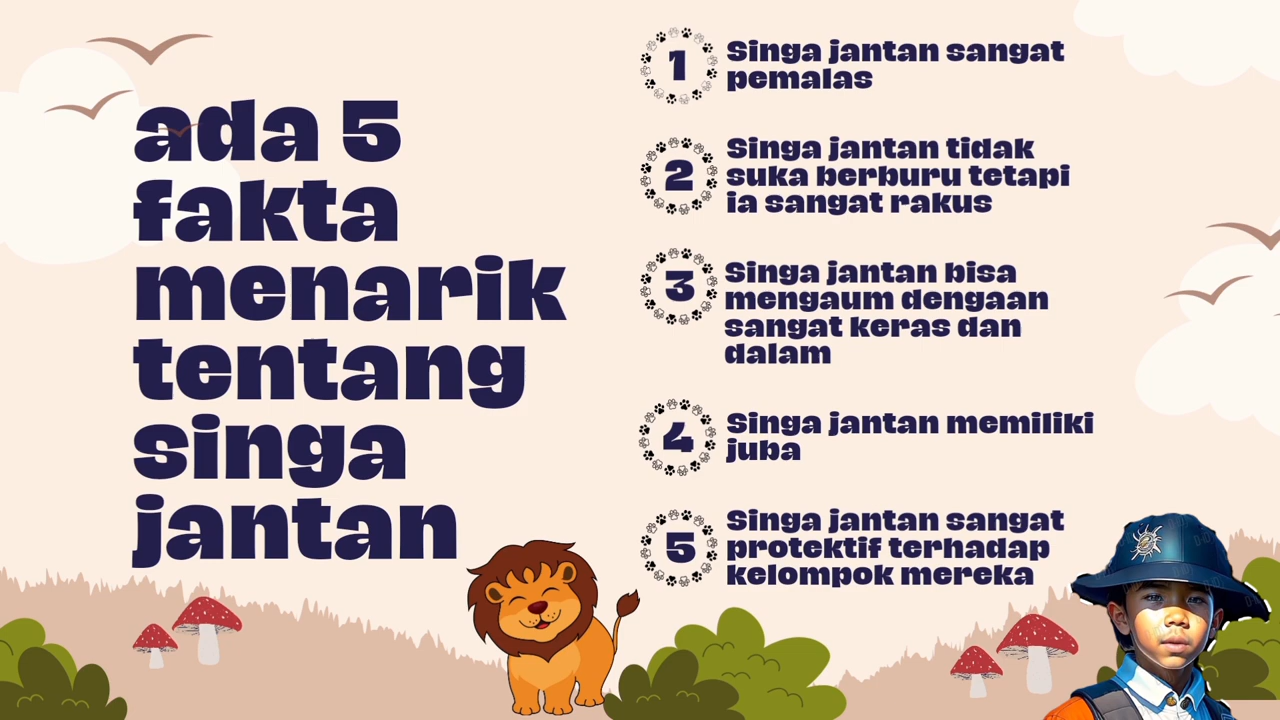 ada 5
fakta
menarik
tentang
singa
jantan
1
Singa jantan sangat
pemalas
2
Singa jantan tidak
suka berburu tetapi
ia sangat rakus
3
Singa jantan bisa
mengaum dengaan
sangat keras dan
dalam
4
Singa jantan memiliki
juba
5
Singa jantan sangat
protektif terhadap
kelompok mereka